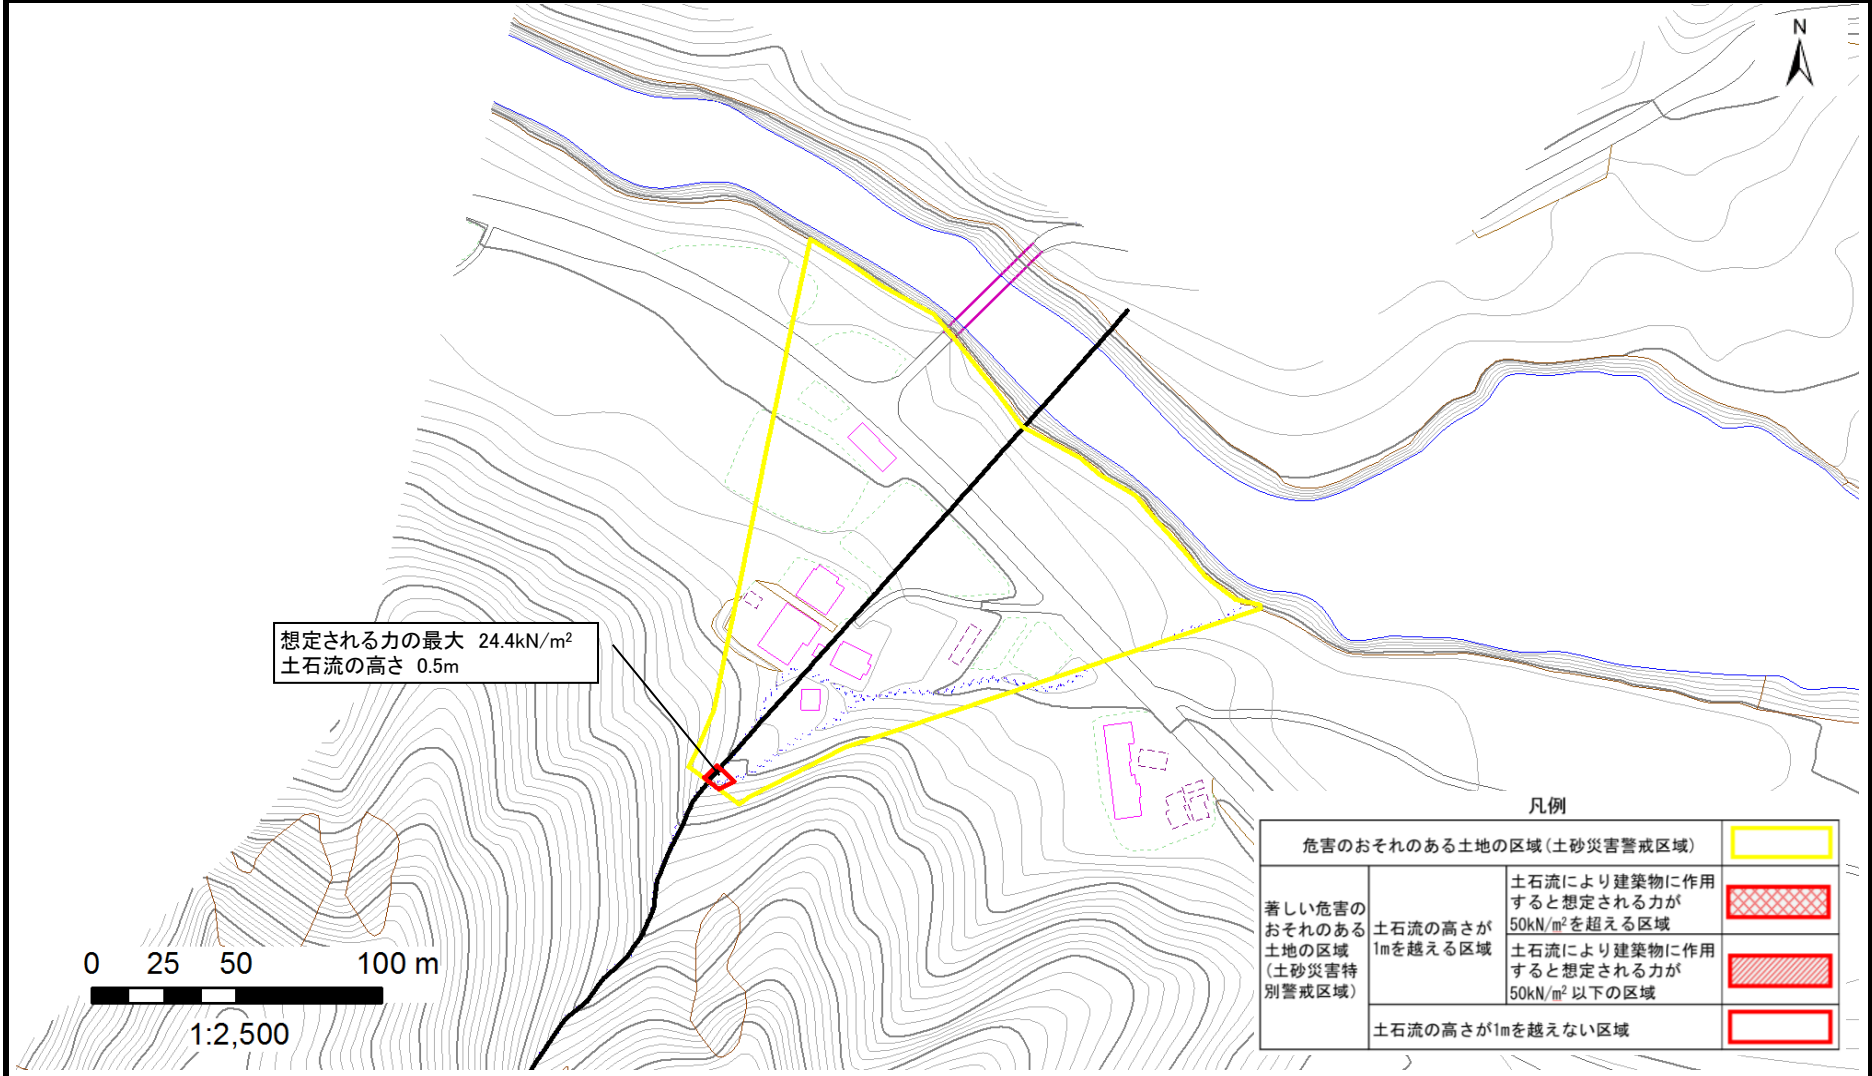 N
想定される力の最大 24.4kN/m²
土石流の高さ 0.5m
0 25 50 100 m
1:2,500
凡例
危害のおそれのある土地の区域(土砂災害警戒区域)
著しい危害の
おそれのある
土地の区域
(土砂災害特
別警戒区域)
土石流の高さが
1mを越える区域
土石流により建築物に作用
すると想定される力が
50kN/m²を超える区域
土石流により建築物に作用
すると想定される力が
50kN/m²以下の区域
土石流の高さが1mを越えない区域